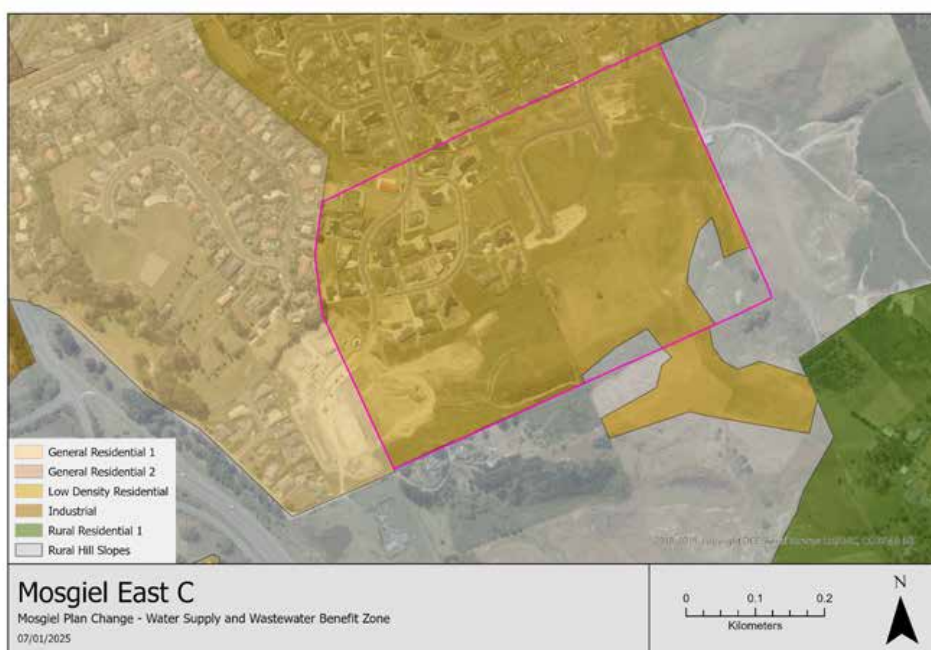 General Residential 1
General Residential 2
Low Density Residential
Industrial
Rural Residential 1
Rural Hill Slopes
Mosgiel East C
Mosgiel Plan Change - Water Supply and Wastewater Benefit Zone
07/01/2025
0 0.1 0.2
Kilometers
N